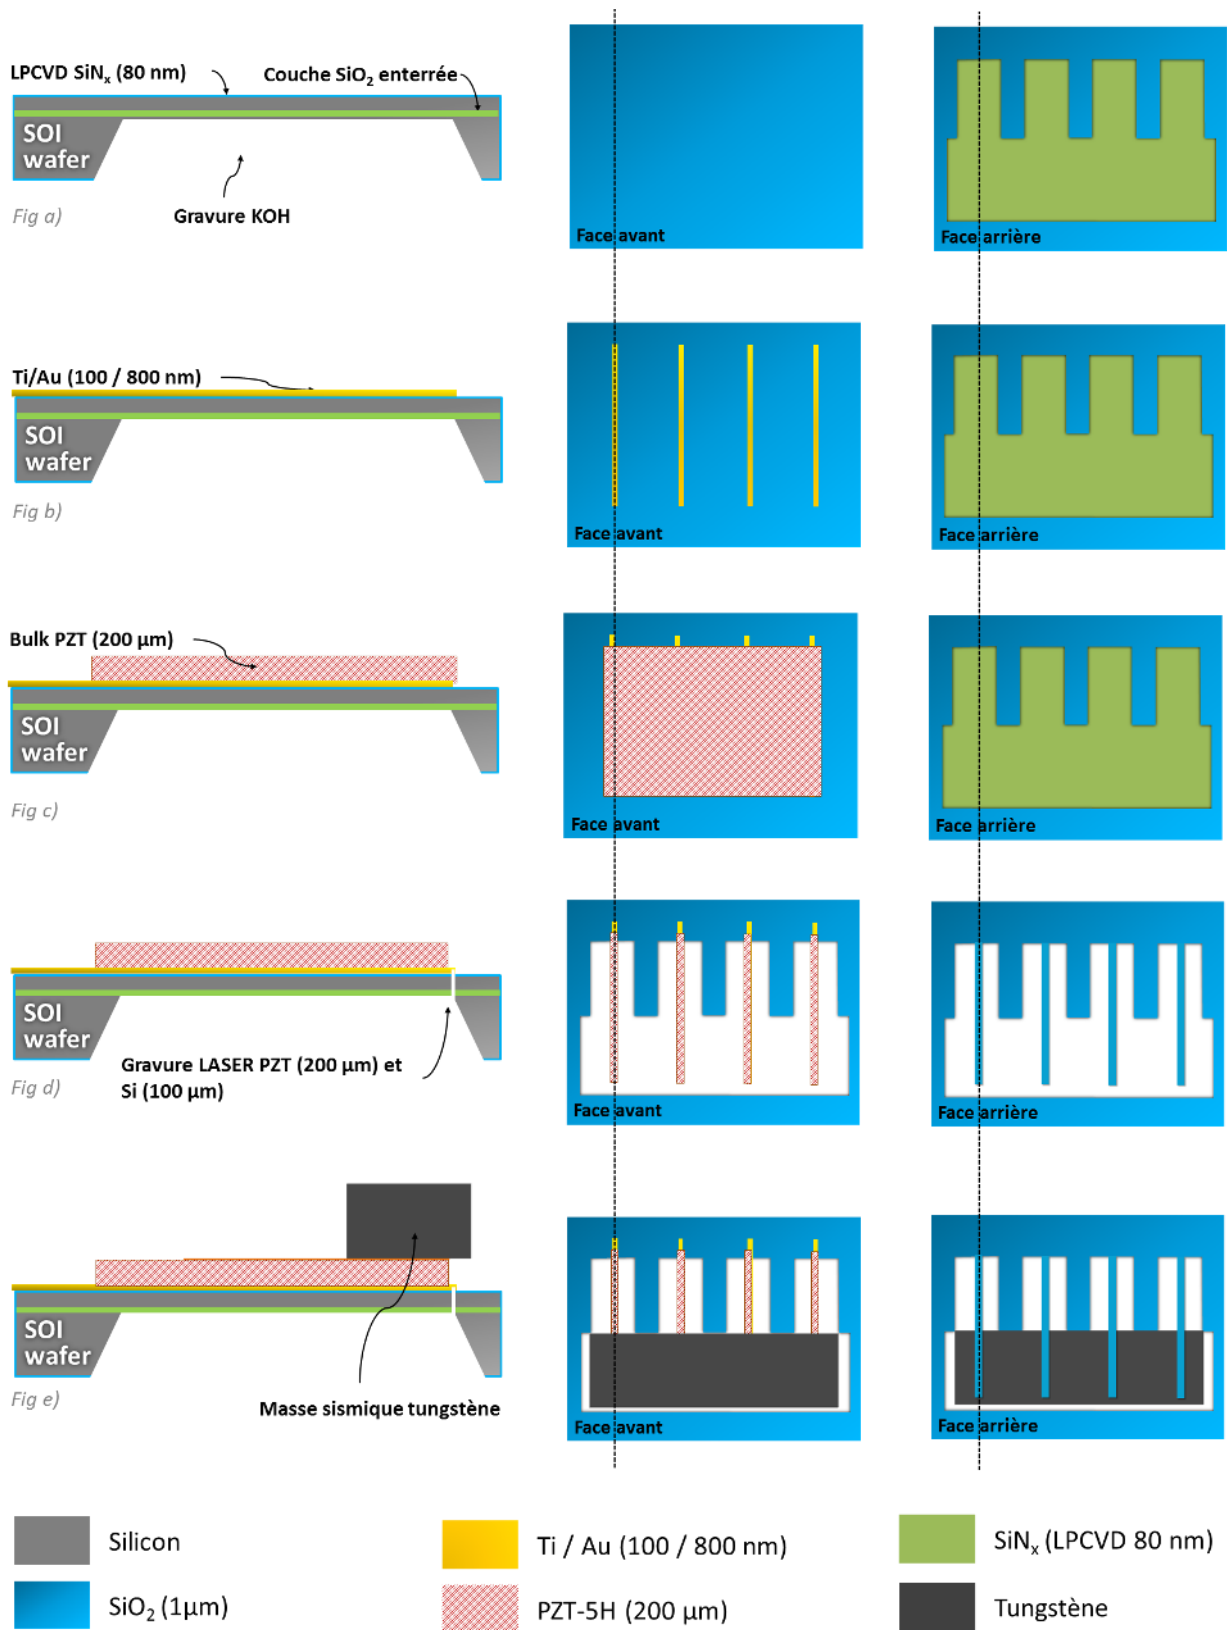 LPCVD SiNₓ (80 nm)
Couche SiO₂ enterrée
SOI
wafer
Gravure KOH
Fig a)
Face avant
Face arrière
Ti/Au (100 / 800 nm)
SOI
wafer
Fig b)
Face avant
Face arrière
Bulk PZT (200 µm)
SOI
wafer
Fig c)
Face avant
Face arrière
SOI
wafer
Gravure LASER PZT (200 µm) et
Si (100 µm)
Fig d)
Face avant
Face arrière
SOI
wafer
Fig e)
Masse sismique tungstène
Face avant
Face arrière
Silicon
Ti / Au (100 / 800 nm)
SiNₓ (LPCVD 80 nm)
SiO₂ (1µm)
PZT-5H (200 µm)
Tungstène